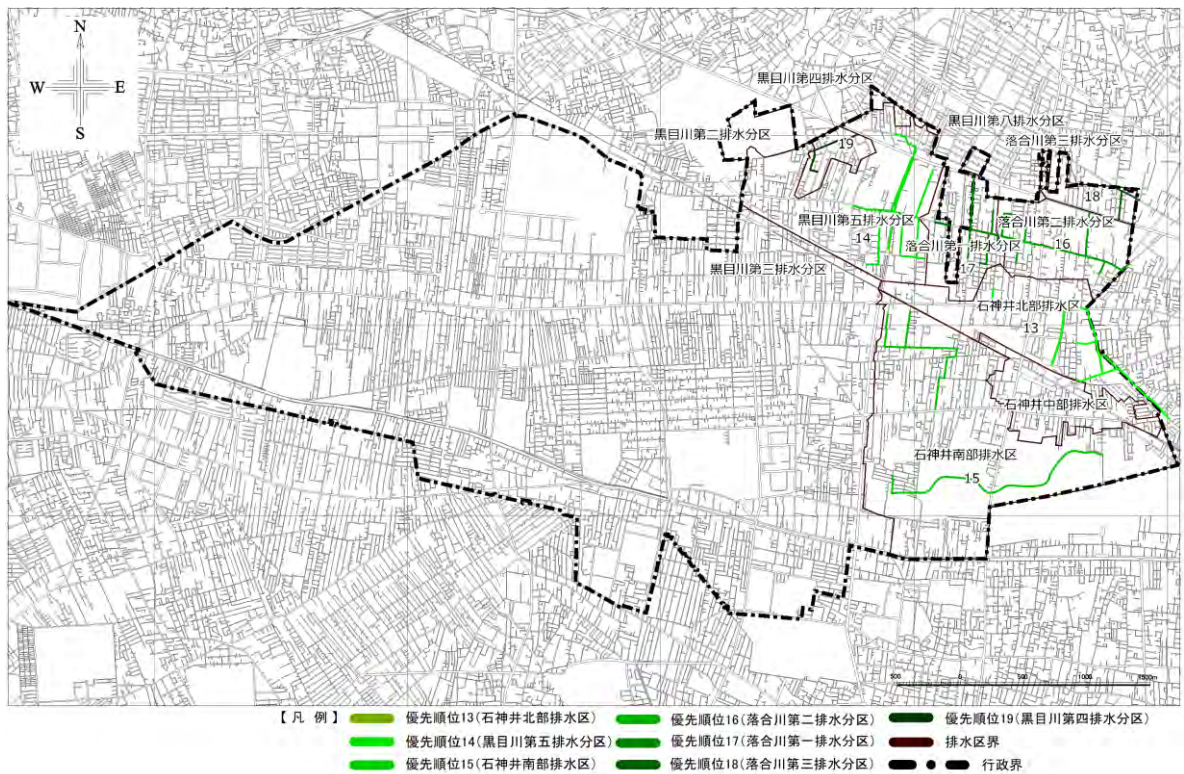 N
W E
S
黒目川第四排水分区
黒目川第二排水分区
黒目川第八排水分区
落合川第三排水分区
19
18
黒目川第五排水分区
14
落合川第二排水分区
16
落合川第一排水分区
17
黒目川第三排水分区
石神井北部排水区
13
石神井中部排水区
石神井南部排水区
15
500 0 500 1000 1500m
【凡 例】
優先順位13(石神井北部排水区)
優先順位14(黒目川第五排水分区)
優先順位15(石神井南部排水区)
優先順位16(落合川第二排水分区)
優先順位17(落合川第一排水分区)
優先順位18(落合川第三排水分区)
優先順位19(黒目川第四排水分区)
排水区界
行政界